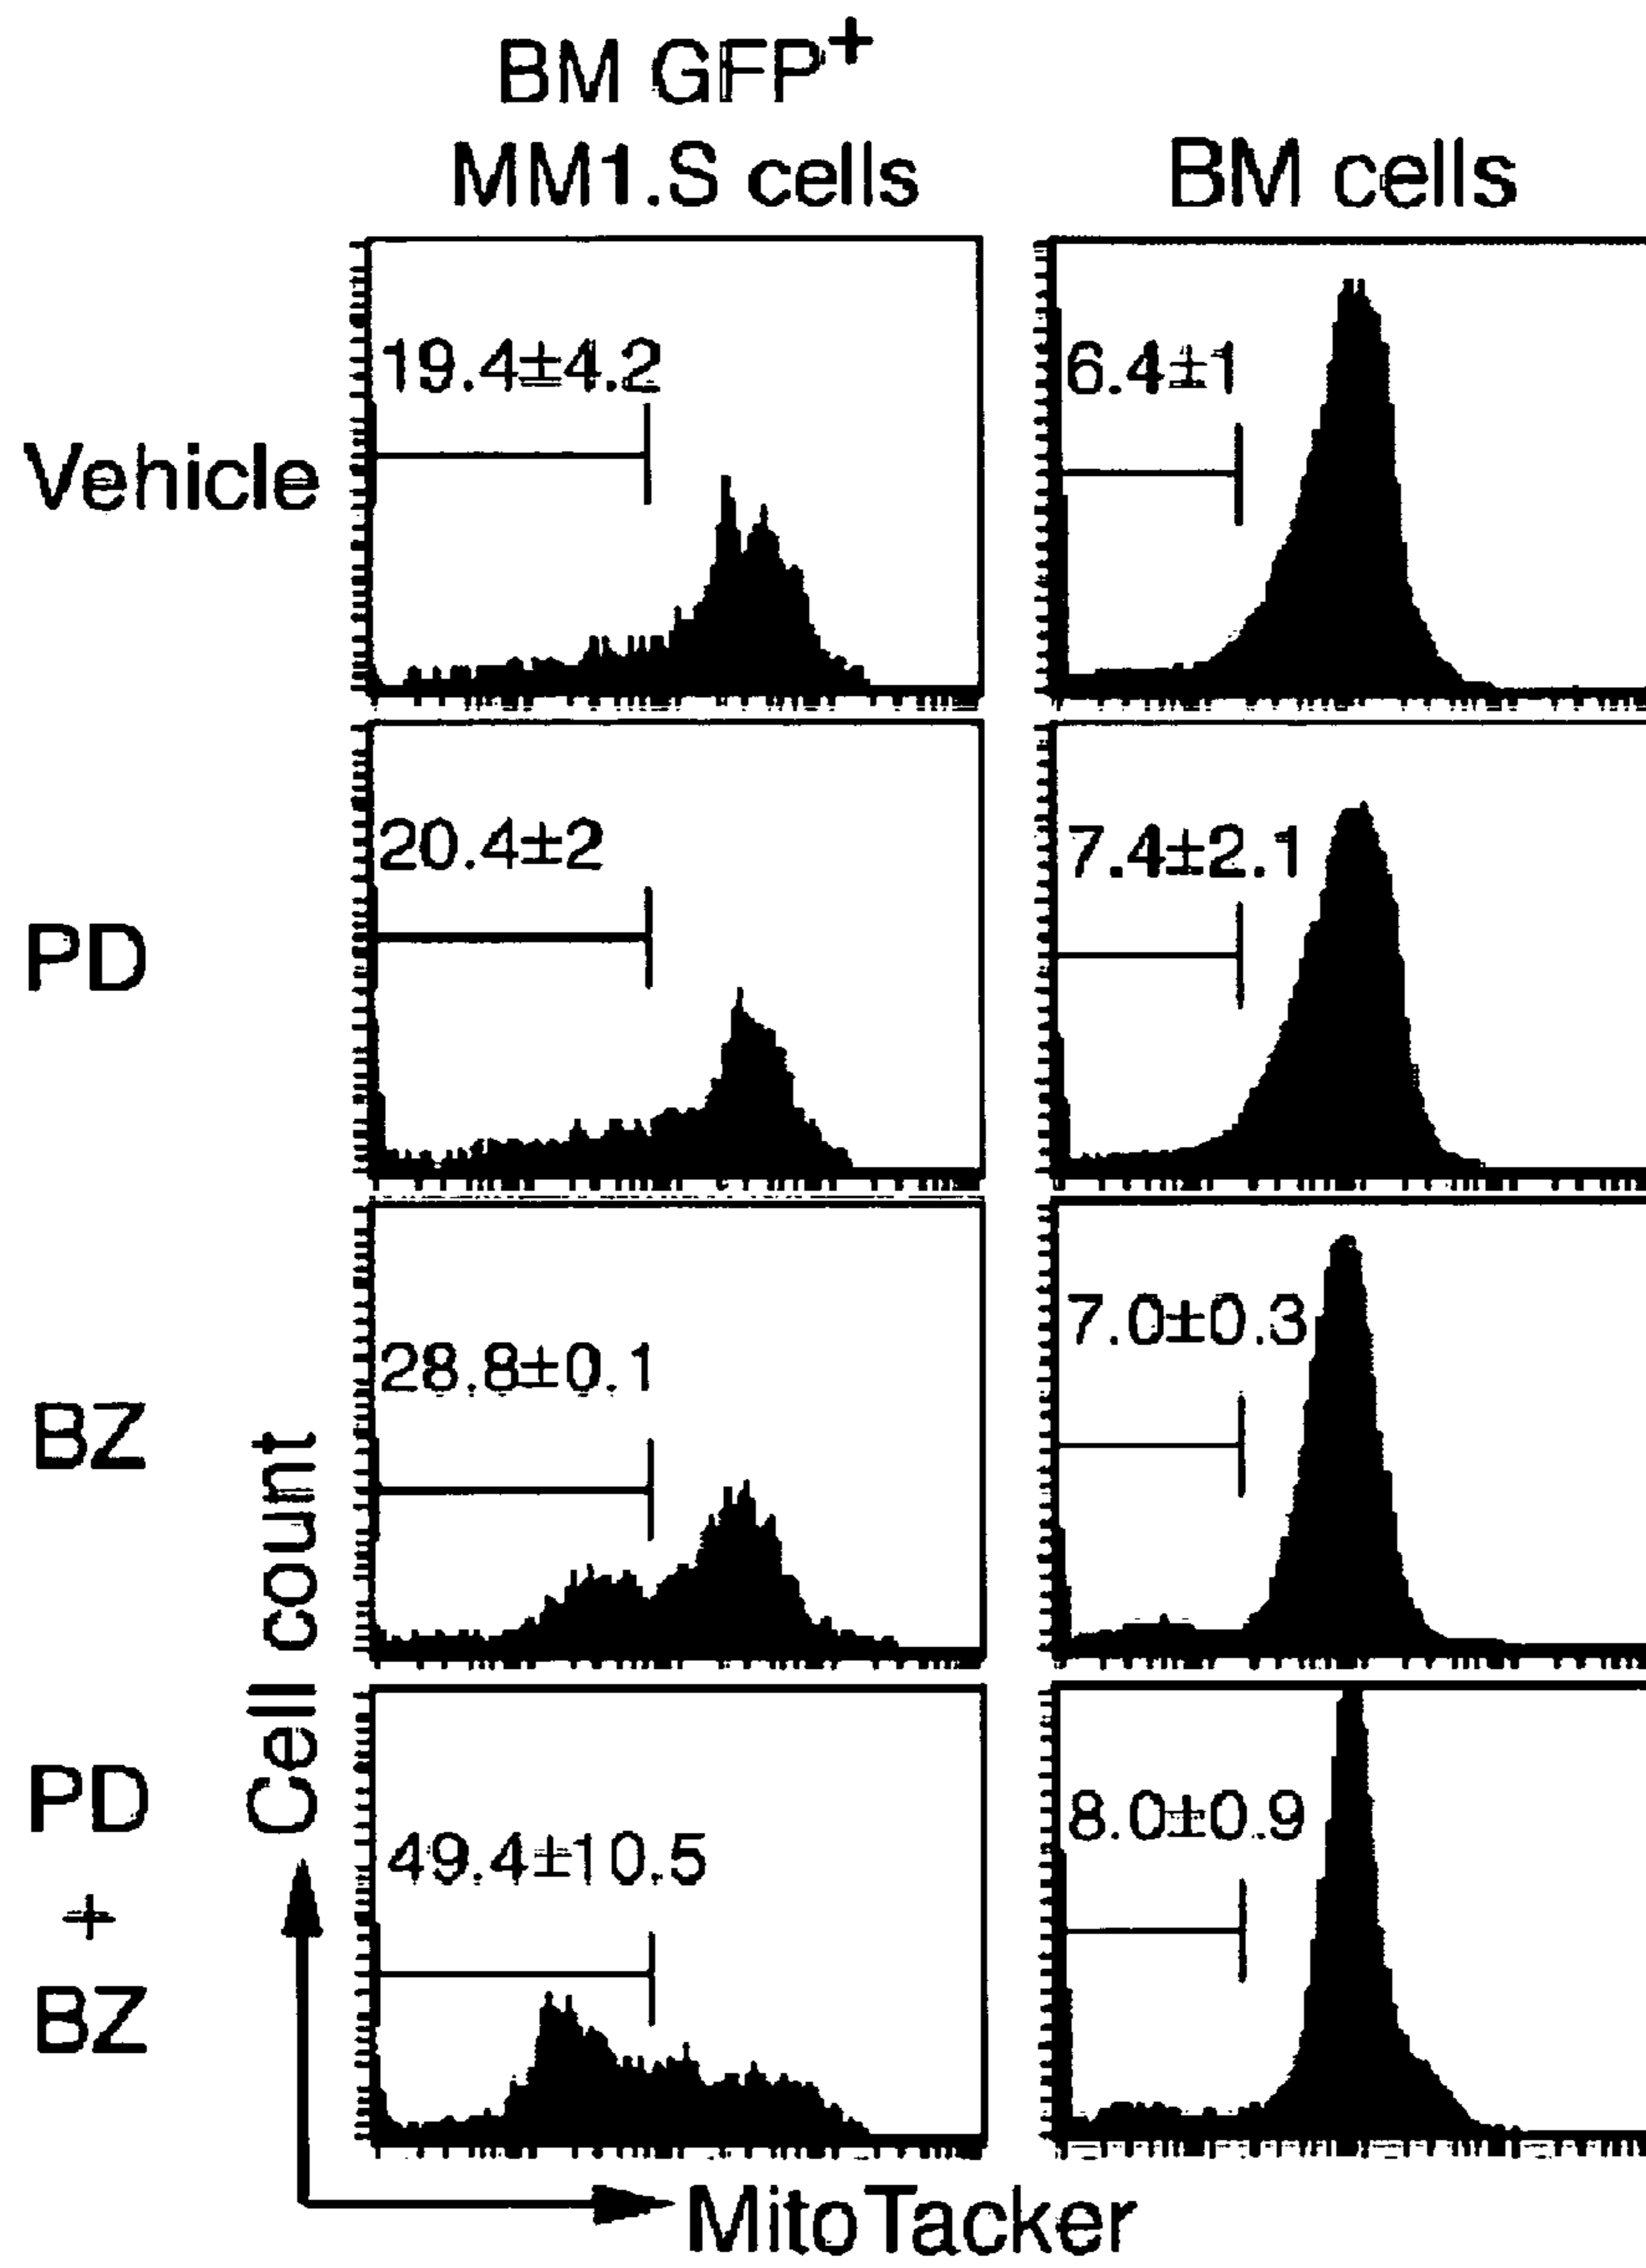 BM GFP+
MM1.S cells
BM cells
Vehicle
19.4±4.2
6.4±1
PD
20.4±2
7.4±2.1
BZ
28.8±0.1
7.0±0.3
PD
+
BZ
49.4±10.5
8.0±0.9
Cell count
MitoTacker